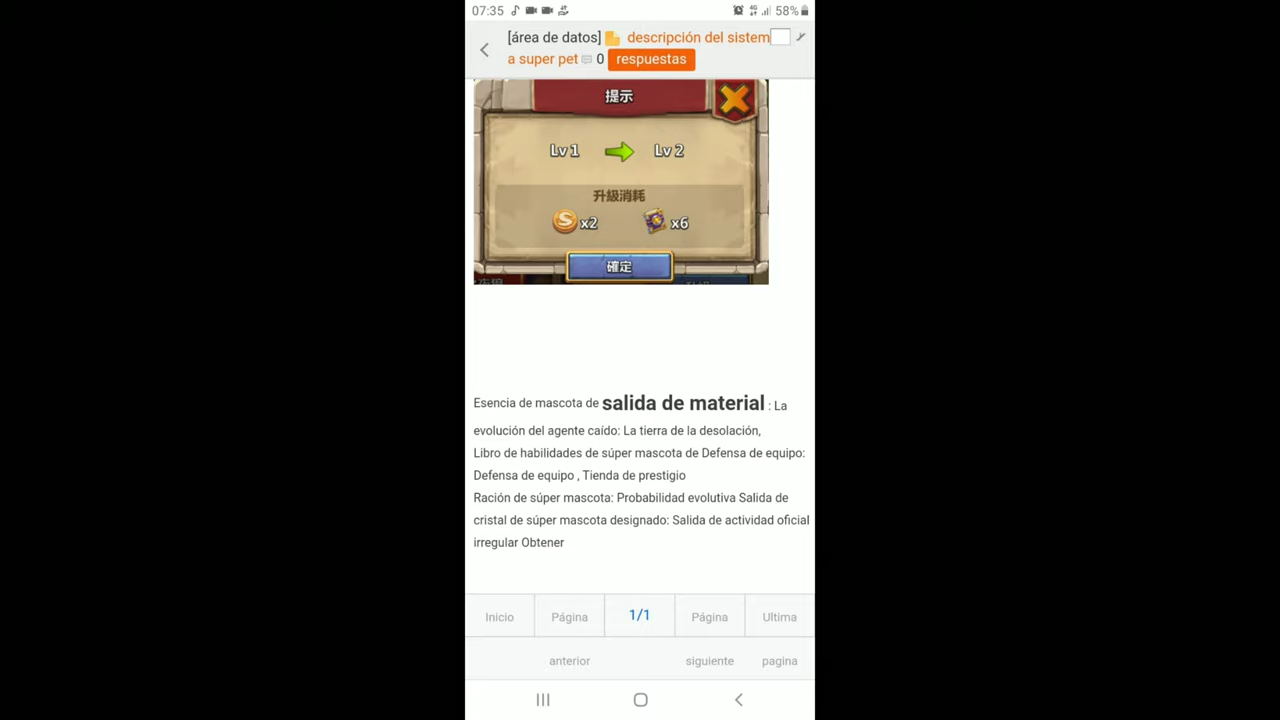 07:35
4G
58%
[área de datos] descripción del sistem
a super pet 0 respuestas
提示
Lv 1 Lv 2
升級消耗
x2 x6
確定
Esencia de mascota de salida de material : La
evolución del agente caído: La tierra de la desolación,
Libro de habilidades de súper mascota de Defensa de equipo:
Defensa de equipo , Tienda de prestigio
Ración de súper mascota: Probabilidad evolutiva Salida de
cristal de súper mascota designado: Salida de actividad oficial
irregular Obtener
Inicio Página 1/1 Página Ultima
anterior siguiente pagina